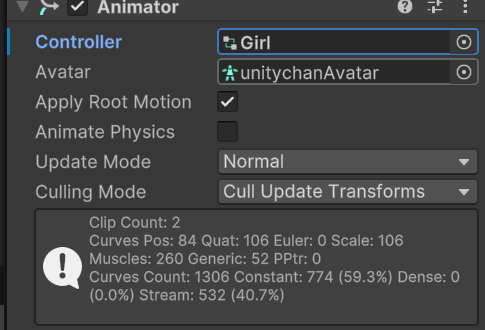 Animator
Controller
Girl
Avatar
unitychanAvatar
Apply Root Motion
Animate Physics
Update Mode
Normal
Culling Mode
Cull Update Transforms
Clip Count: 2
Curves Pos: 84 Quat: 106 Euler: 0 Scale: 106
Muscles: 260 Generic: 52 PPtr: 0
Curves Count: 1306 Constant: 774 (59.3%) Dense: 0
(0.0%) Stream: 532 (40.7%)